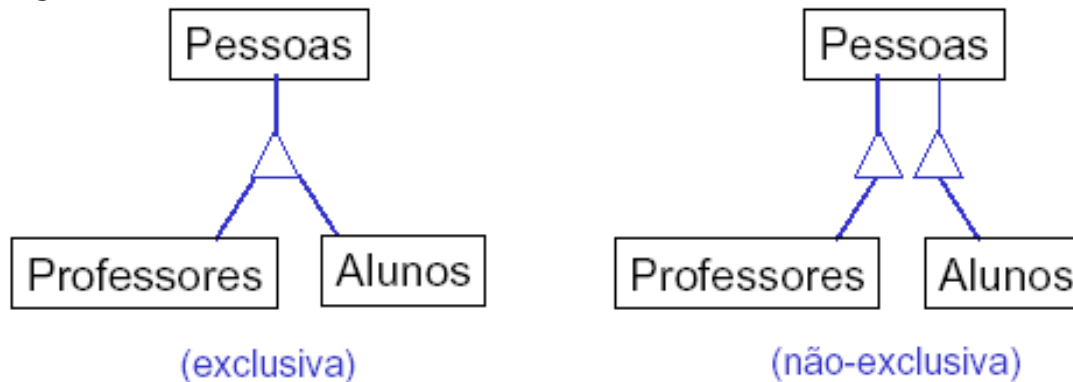 Pessoas
Pessoas
Professores
Alunos
Professores
Alunos
(exclusiva)
(não-exclusiva)